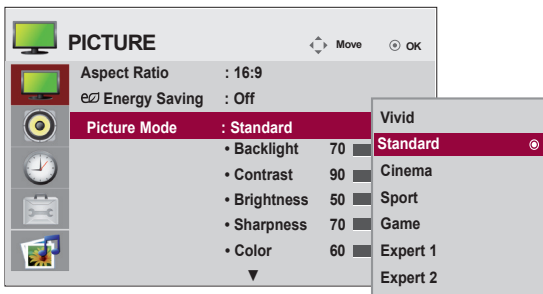 PICTURE
Move
OK
Aspect Ratio : 16:9
Energy Saving : Off
Picture Mode : Standard
• Backlight 70
• Contrast 90
• Brightness 50
• Sharpness 70
• Color 60
▼
Vivid
Standard
Cinema
Sport
Game
Expert 1
Expert 2